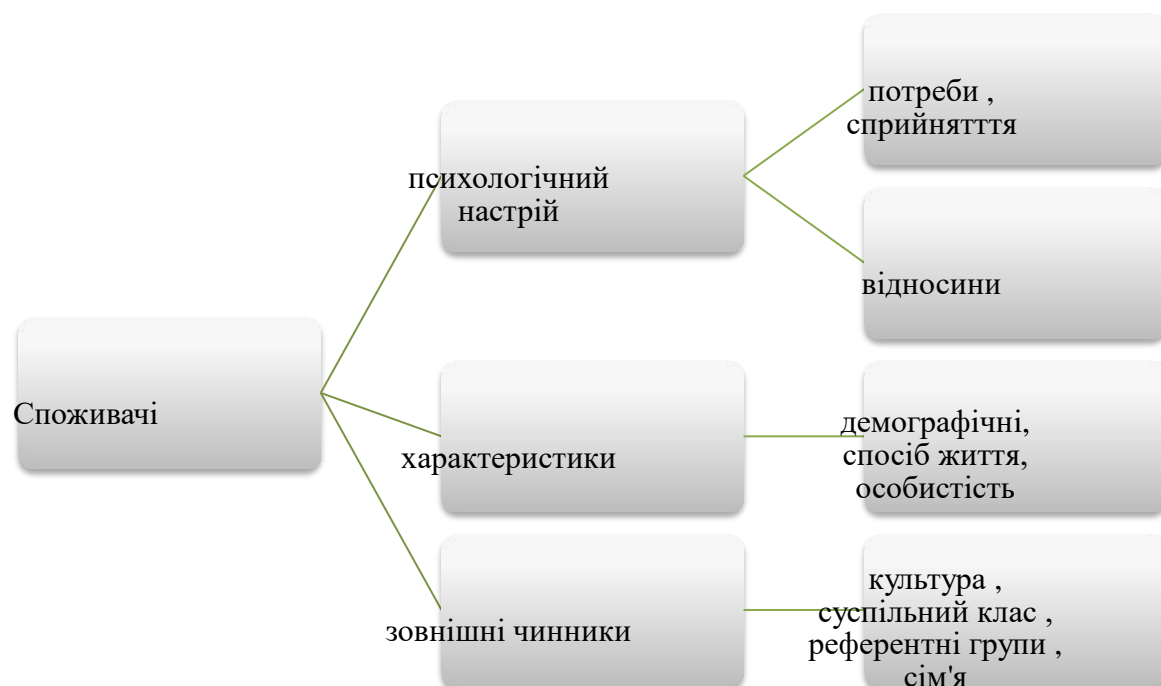 Споживачі
психологічний
настрій
потреби ,
сприйнятття
відносини
характеристики
демографічні,
спосіб життя,
особистість
зовнішні чинники
культура ,
суспільний клас ,
референтні групи ,
сім'я